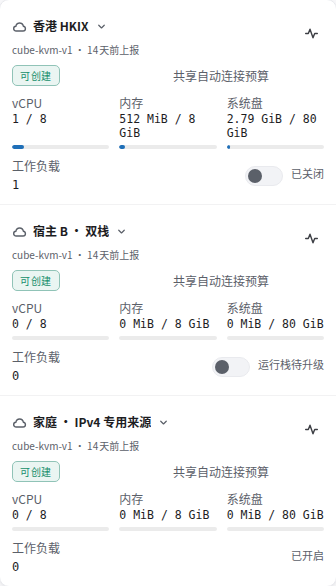 香港 HKIX
cube-kvm-v1 · 14天前上报
可创建 共享自动连接预算
vCPU 内存 系统盘
1 / 8 512 MiB / 8 GiB 2.79 GiB / 80 GiB
工作负载
1 已关闭
宿主 B · 双栈
cube-kvm-v1 · 14天前上报
可创建 共享自动连接预算
vCPU 内存 系统盘
0 / 8 0 MiB / 8 GiB 0 MiB / 80 GiB
工作负载
0 运行栈待升级
家庭 · IPv4 专用来源
cube-kvm-v1 · 14天前上报
可创建 共享自动连接预算
vCPU 内存 系统盘
0 / 8 0 MiB / 8 GiB 0 MiB / 80 GiB
工作负载
0 已开启